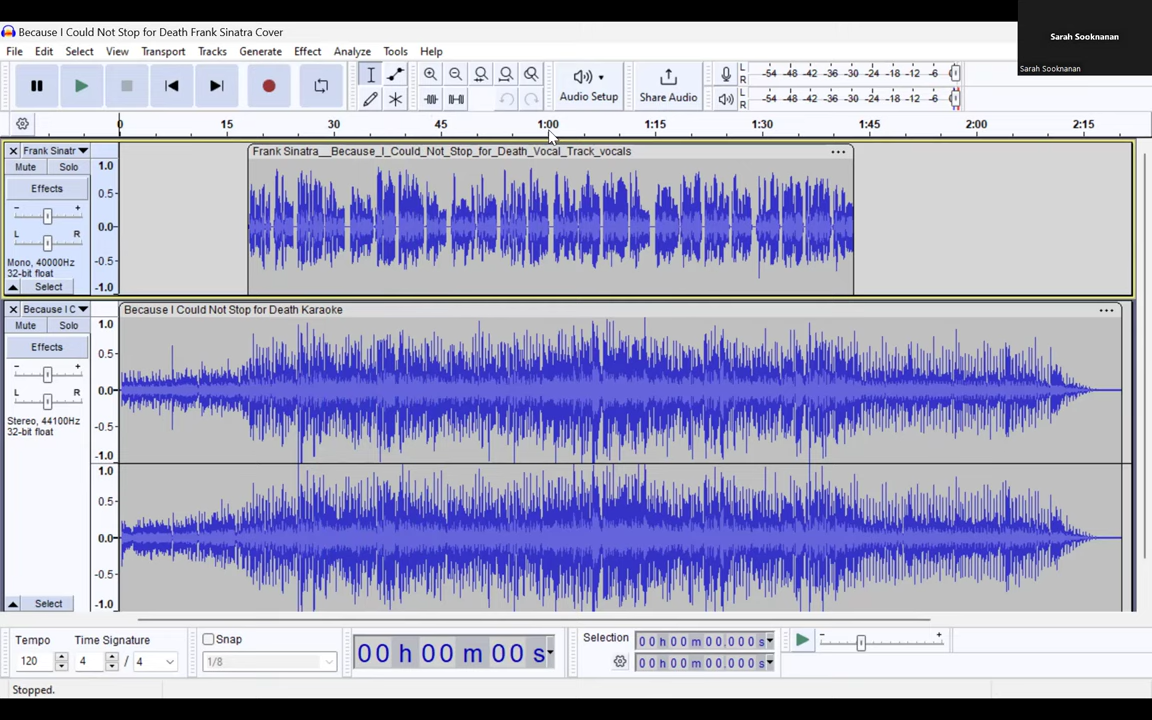 Because I Could Not Stop for Death Frank Sinatra Cover
Sarah Sooknanan
Sarah Sooknanan
File Edit Select View Transport Tracks Generate Effect Analyze Tools Help
L
R
-54 -48 -42 -36 -30 -24 -18 -12 -6
Audio Setup
Share Audio
L
R
-54 -48 -42 -36 -30 -24 -18 -12 -6
0 15 30 45 1:00 1:15 1:30 1:45 2:00 2:15
Frank Sinatr
Mute Solo
Effects
- +
L R
Mono, 40000Hz
32-bit float
Select
1.0
0.5
0.0
-0.5
-1.0
Frank Sinatra__Because_I_Could_Not_Stop_for_Death_Vocal_Track_vocals
Because I C
Mute Solo
Effects
- +
L R
Stereo, 44100Hz
32-bit float
Select
Because I Could Not Stop for Death Karaoke
1.0
0.5
0.0
-0.5
-1.0
1.0
0.5
0.0
-0.5
-1.0
Tempo
120
Time Signature
4 / 4
Snap
1/8
00 h 00 m 00 s
Selection
00 h 00 m 00.000 s
00 h 00 m 00.000 s
- +
Stopped.